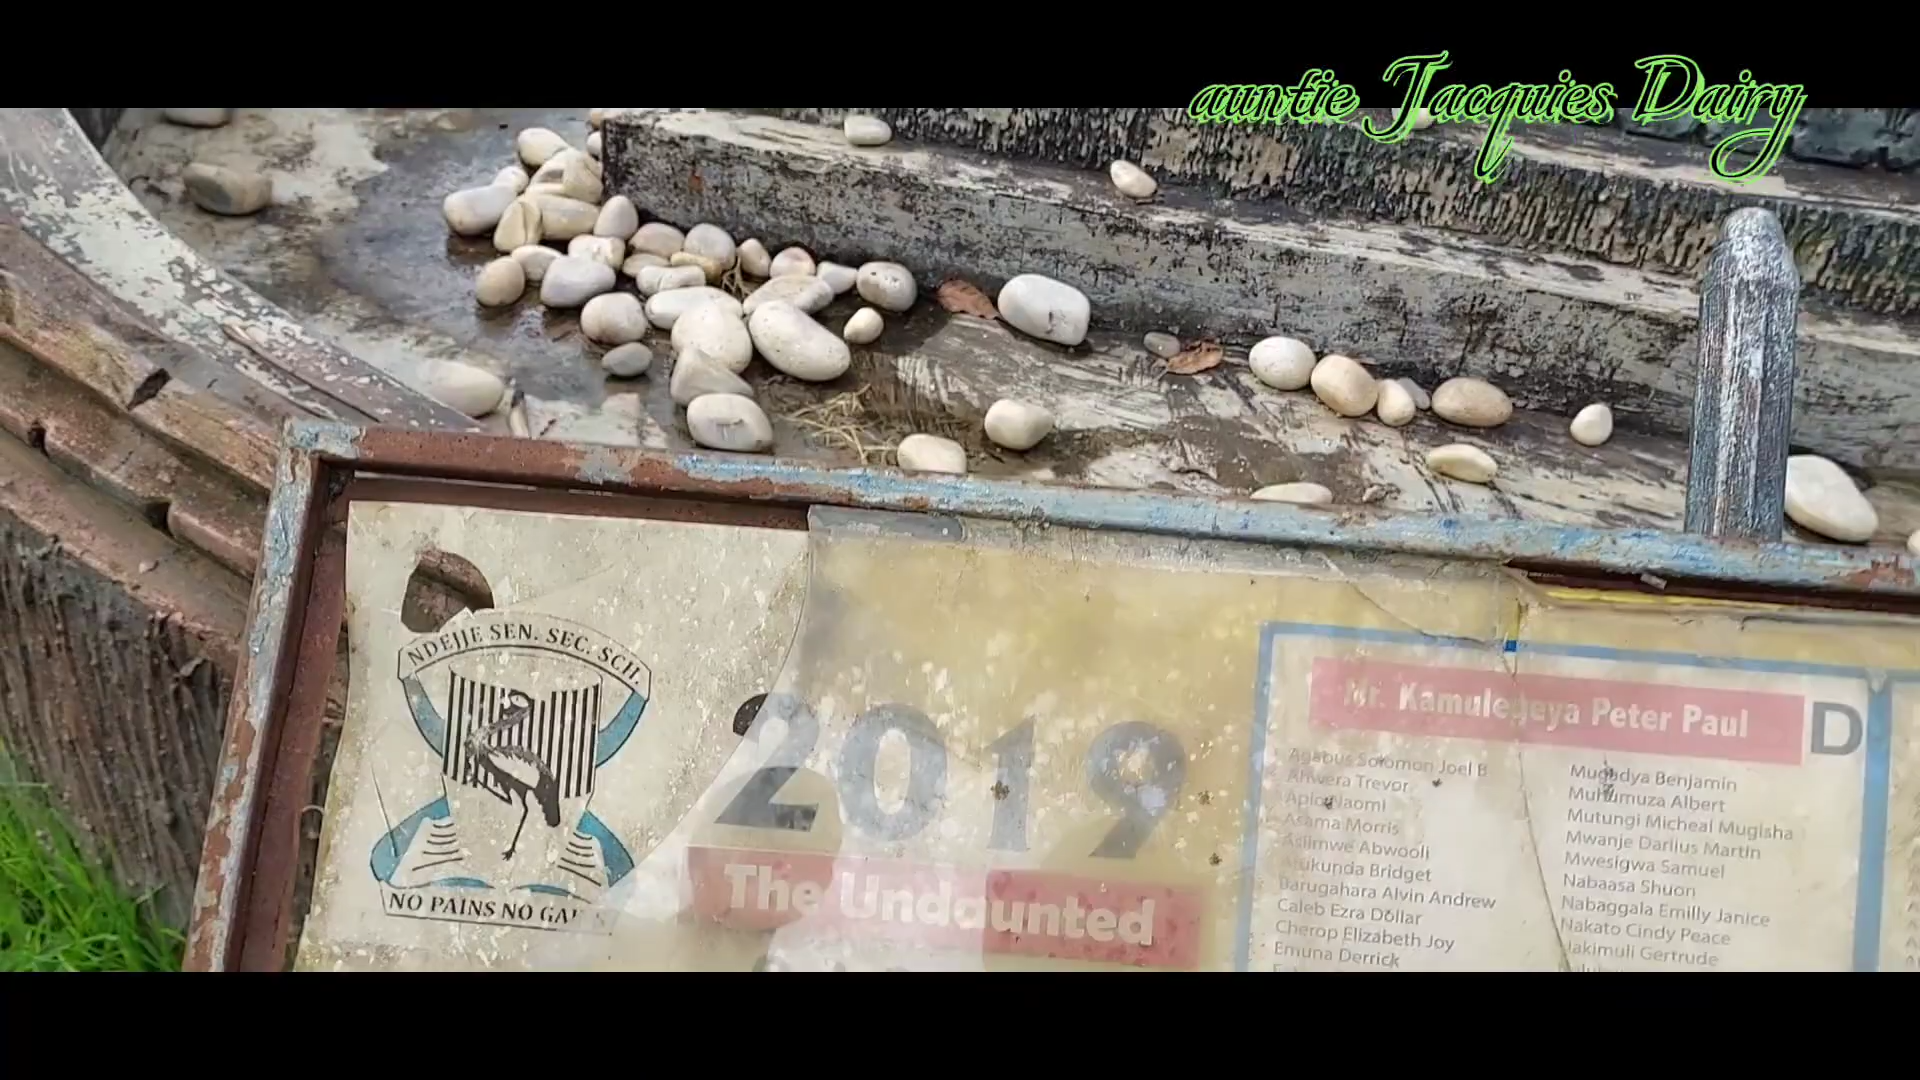 auntie Jacquies Dairy
NDEJJE SEN. SEC. SCH.
NO PAINS NO
2019
The Undaunted
Mr. Kamulegeya Peter Paul
D
Agabus Solomon Joel B
Ahwera Trevor
Apio Naomi
Asama Morris
Asiimwe Abwooli
Atukunda Bridget
Barugahara Alvin Andrew
Caleb Ezra Dollar
Cherop Elizabeth Joy
Emuna Derrick
Mugadya Benjamin
Muhumuza Albert
Mutungi Micheal Mugisha
Mwanje Darlius Martin
Mwesigwa Samuel
Nabaasa Shuon
Nabaggala Emilly Janice
Nakato Cindy Peace
Nakimuli Gertrude